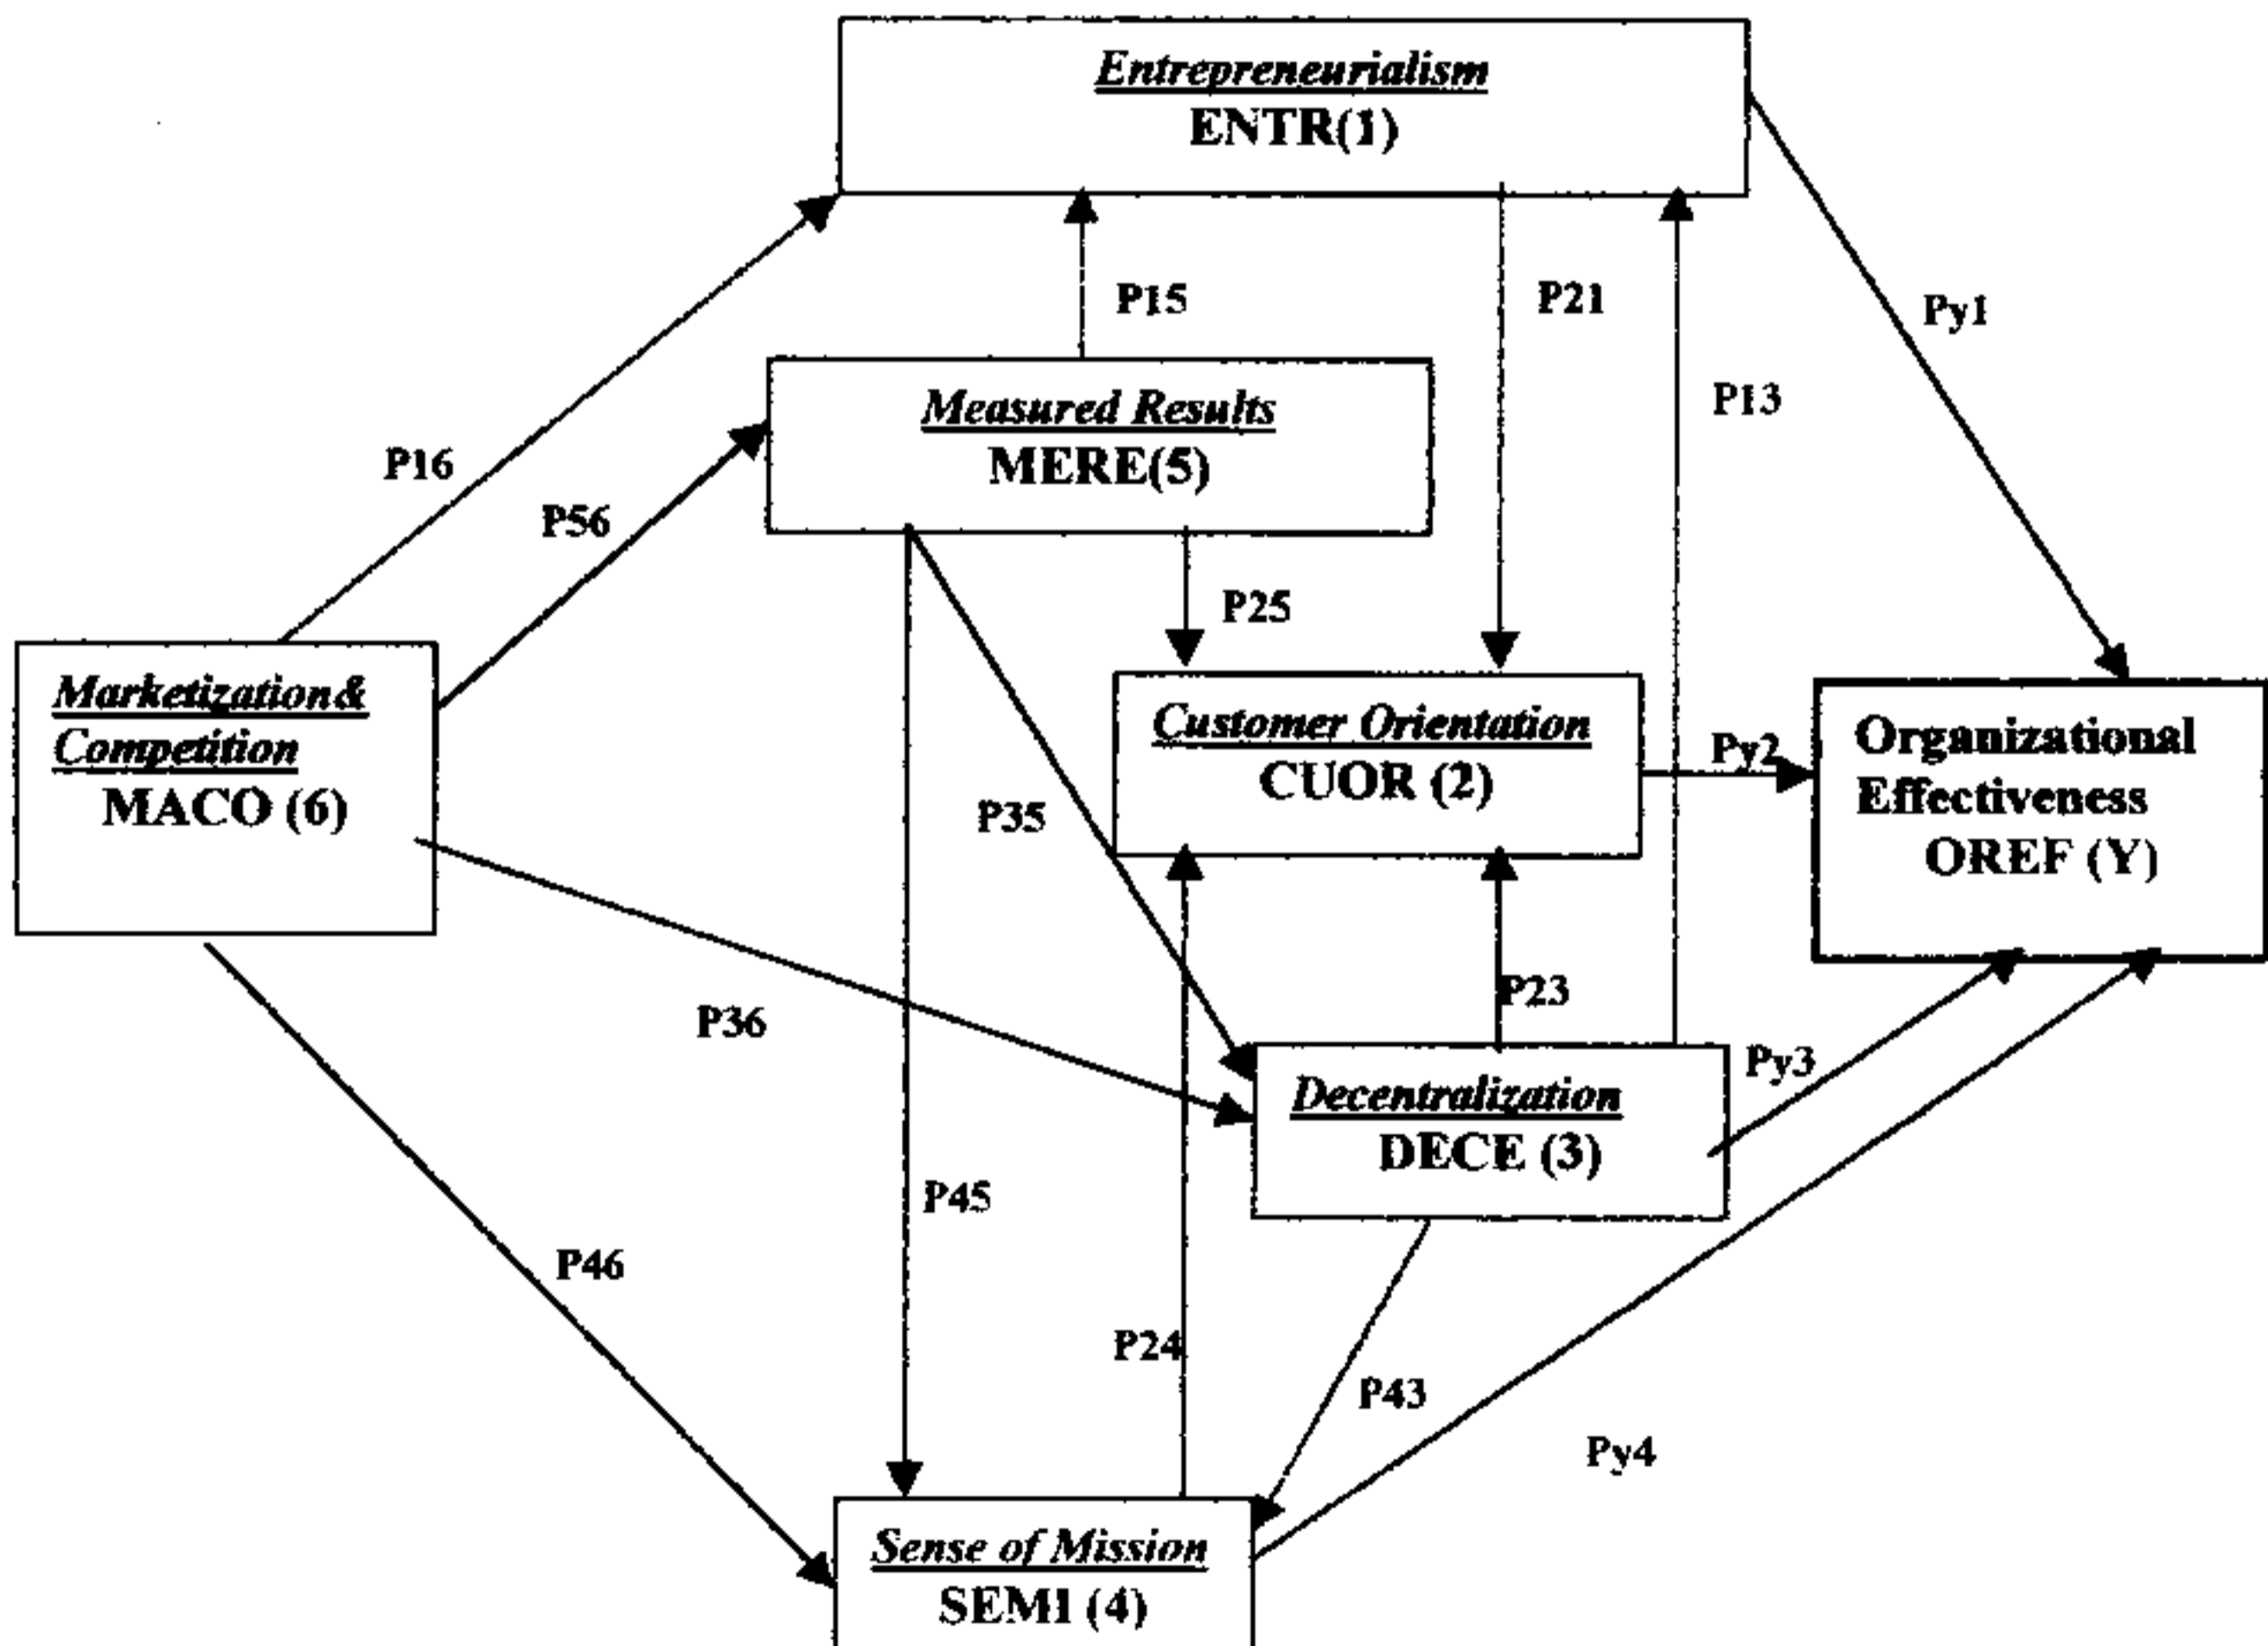 Entrepreneurialism
ENTR(1)
P15
P21
Py1
P13
Measured Results
MERE(5)
P16
P56
P25
Marketization&
Competition
MACO (6)
Customer Orientation
CUOR (2)
Py2
Organizational
Effectiveness
OREF (Y)
P35
P23
P36
Decentralization
DECE (3)
Py3
P45
P46
P24
P43
Py4
Sense of Mission
SEMI (4)